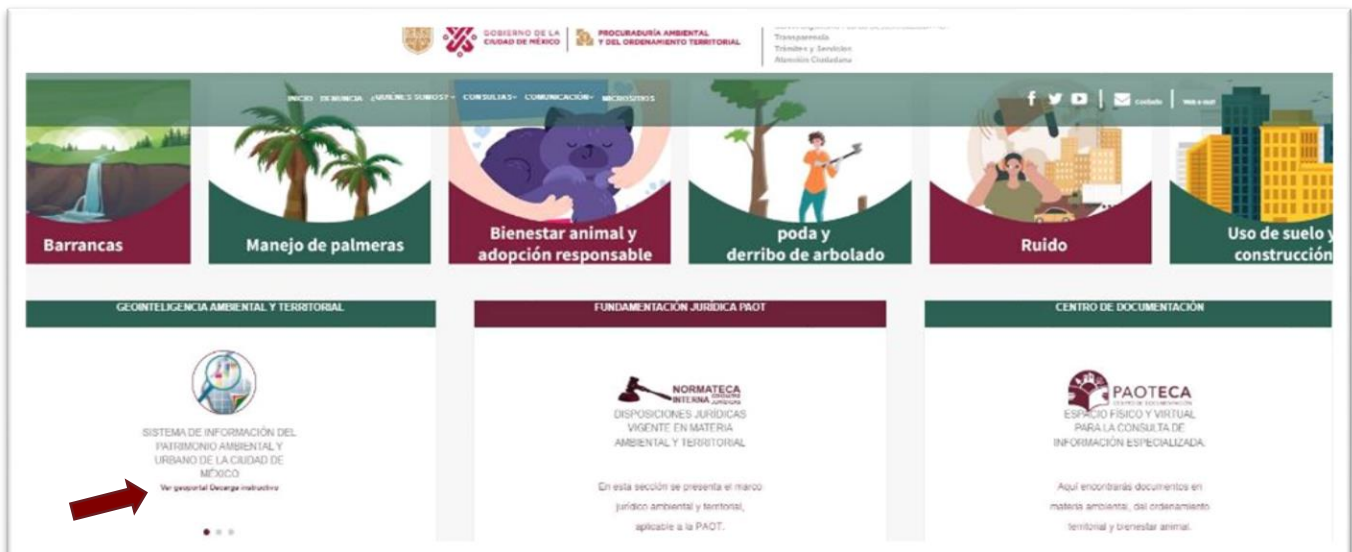 GOBIERNO DE LA
CIUDAD DE MÉXICO
PROCURADURÍA AMBIENTAL
Y DEL ORDENAMIENTO TERRITORIAL
Transparencia
Trámites y Servicios
Atención Ciudadana
INICIO DENUNCIA ¿QUIÉNES SOMOS? CONSULTAS COMUNICACIÓN MICROSITIOS
Contacto
Barrancas
Manejo de palmeras
Bienestar animal y
adopción responsable
poda y
derribo de arbolado
Ruido
Uso de suelo y
construcción
GEOINTELIGENCIA AMBIENTAL Y TERRITORIAL
SISTEMA DE INFORMACIÓN DEL
PATRIMONIO AMBIENTAL Y
URBANO DE LA CIUDAD DE
MÉXICO
Ver geoportal Decarga instructivo
FUNDAMENTACIÓN JURÍDICA PAOT
NORMATECA
INTERNA
DISPOSICIONES JURÍDICAS
VIGENTE EN MATERIA
AMBIENTAL Y TERRITORIAL
En esta sección se presenta el marco
jurídico ambiental y territorial,
aplicable a la PAOT.
CENTRO DE DOCUMENTACIÓN
PAOTECA
CENTRO DE DOCUMENTACIÓN
ESPACIO FÍSICO Y VIRTUAL
PARA LA CONSULTA DE
INFORMACIÓN ESPECIALIZADA.
Aquí encontrarás documentos en
materia ambiental, del ordenamiento
territorial y bienestar animal.